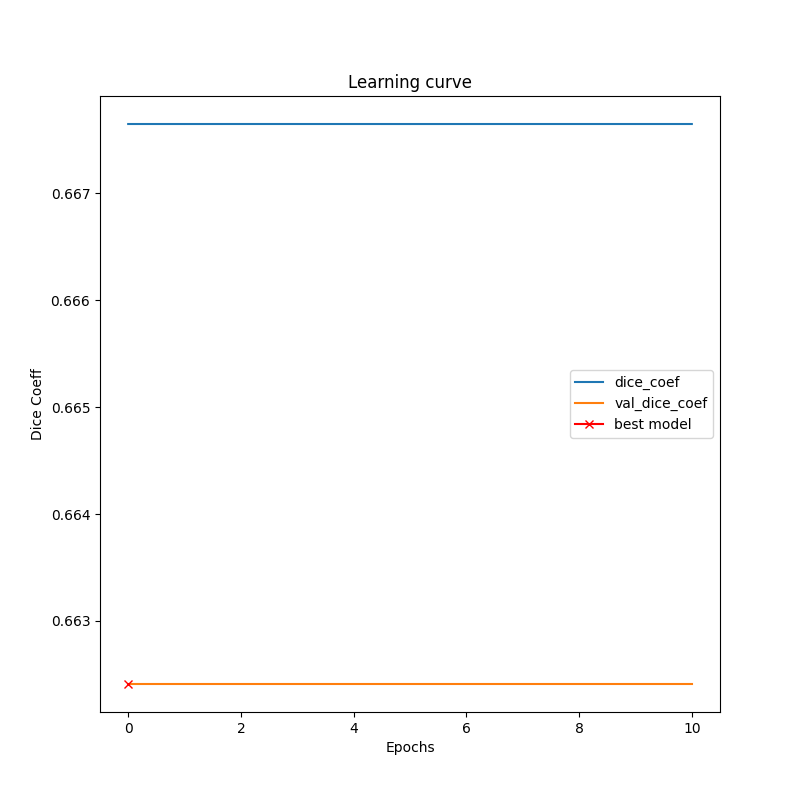 Learning curve
0.667
0.666
0.665
0.664
0.663
Dice Coeff
dice_coef
val_dice_coef
best model
0 2 4 6 8 10
Epochs